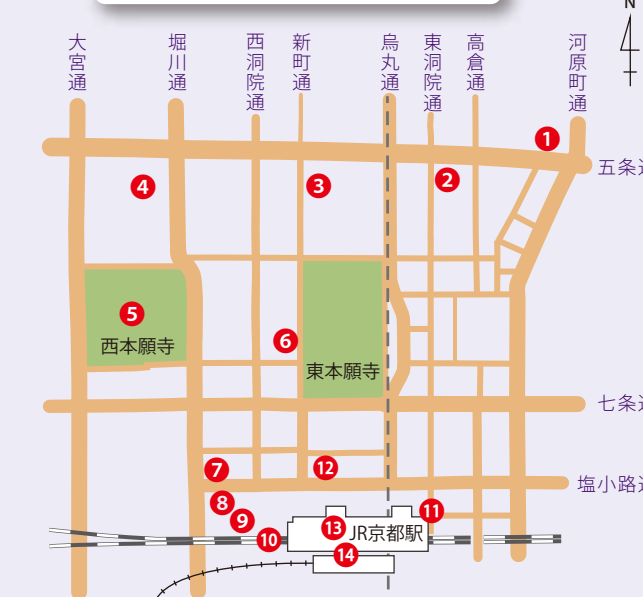 N
大宮通
堀川通
西洞院通
新町通
烏丸通
東洞院通
高倉通
河原町通
1
五条通
2
3
4
5
西本願寺
6
東本願寺
七条通
7
12
塩小路通
8
9
10
13
JR京都駅
11
14